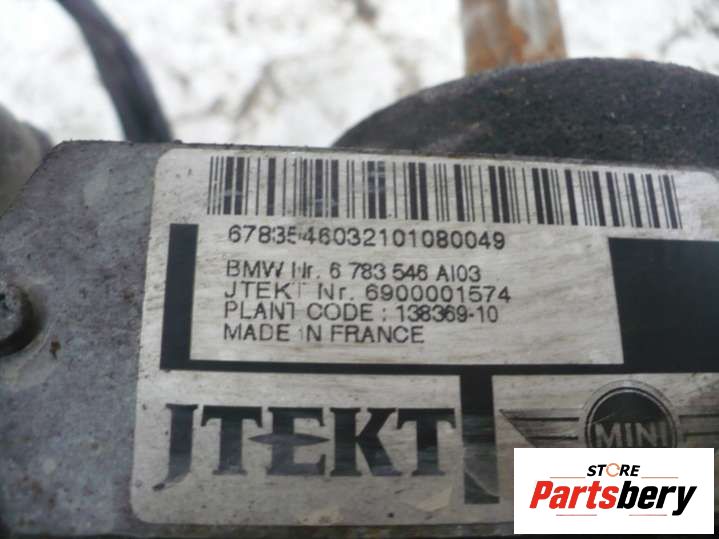 6783546032101080049
BMW Nr. 6 783 546 AI03
JTEKT Nr. 6900001574
PLANT CODE : 138369-10
MADE IN FRANCE
JTEKT
MINI
STORE
Partsbery